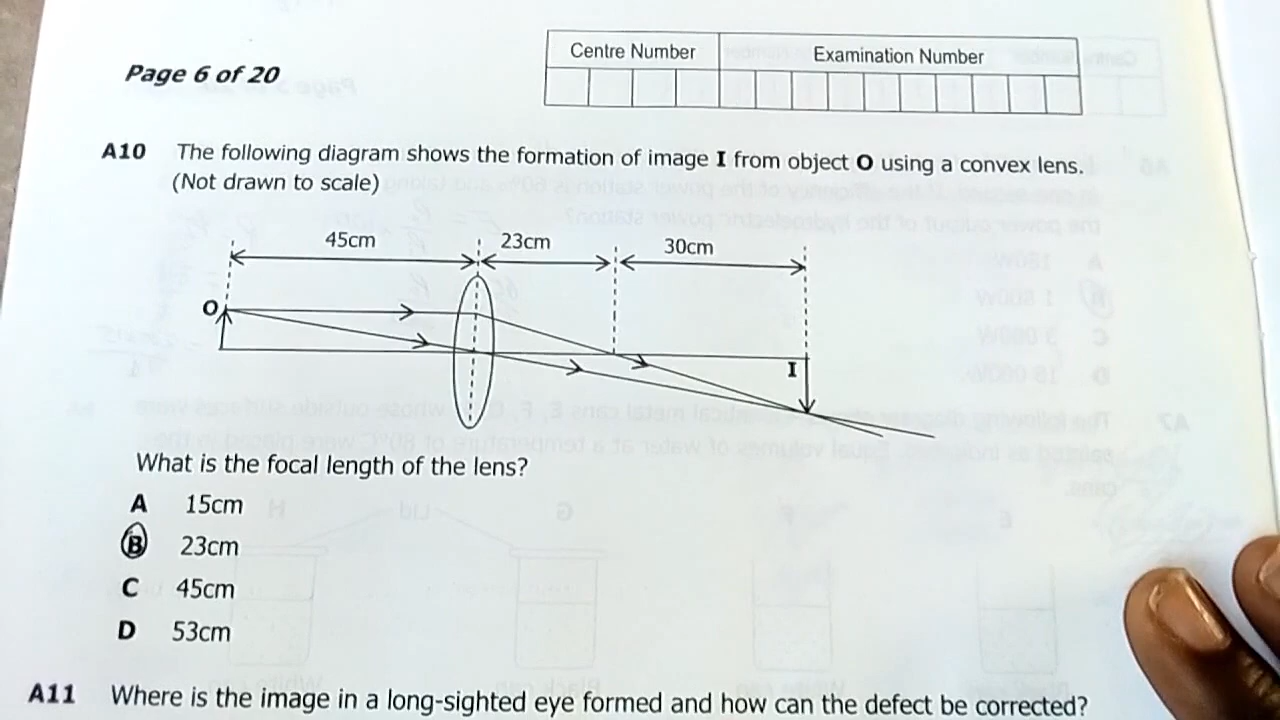 Centre Number Examination Number
Page 6 of 20
A10 The following diagram shows the formation of image I from object O using a convex lens.
(Not drawn to scale)
45cm 23cm 30cm
O
I
What is the focal length of the lens?
A 15cm
B 23cm
C 45cm
D 53cm
A11 Where is the image in a long-sighted eye formed and how can the defect be corrected?